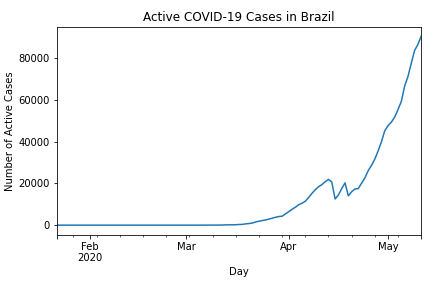 Active COVID-19 Cases in Brazil
Number of Active Cases
80000
60000
40000
20000
0
Feb
2020
Mar
Apr
May
Day